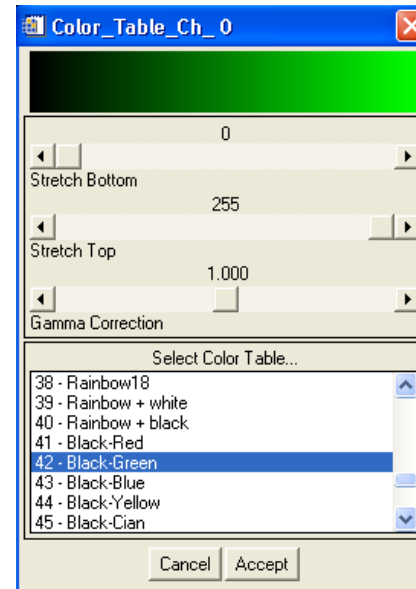 Color_Table_Ch_ 0
0
Stretch Bottom
255
Stretch Top
1.000
Gamma Correction
Select Color Table...
38 - Rainbow18
39 - Rainbow + white
40 - Rainbow + black
41 - Black-Red
42 - Black-Green
43 - Black-Blue
44 - Black-Yellow
45 - Black-Cian
Cancel Accept